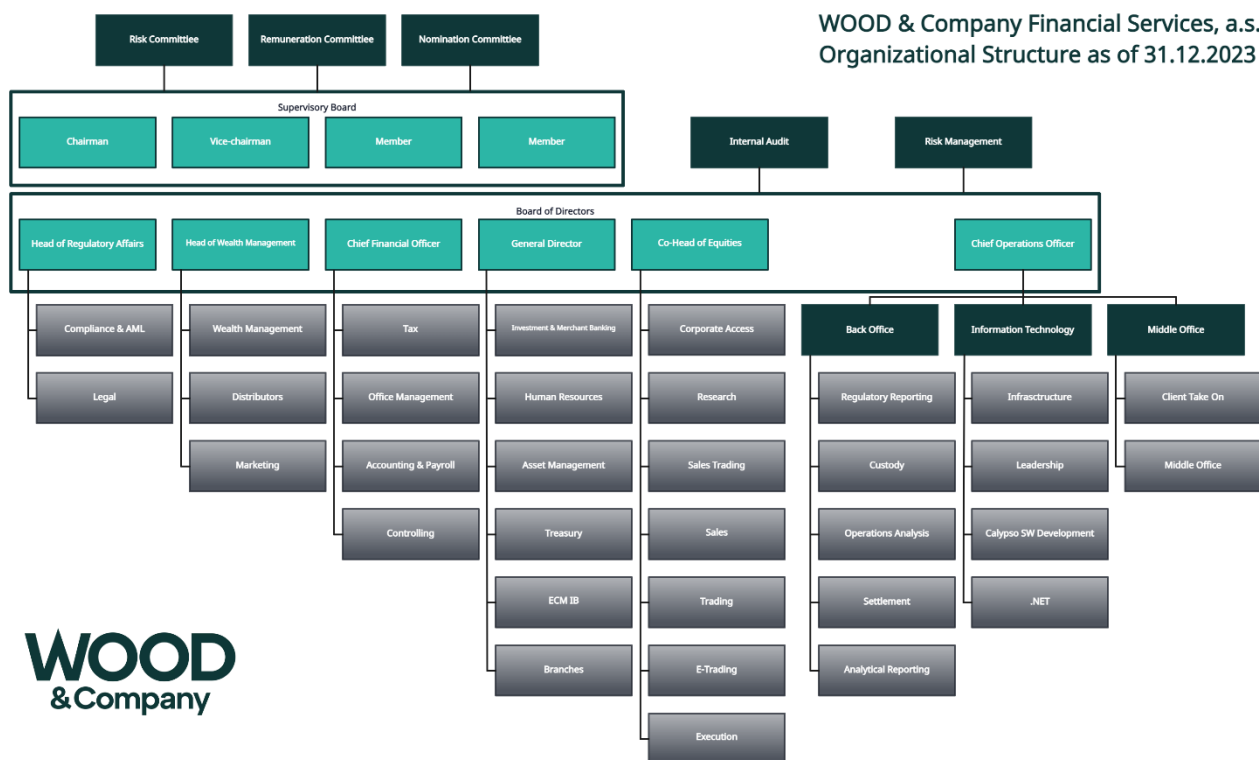 WOOD & Company Financial Services, a.s.
Organizational Structure as of 31.12.2023
Risk Committiee
Remuneration Committiee
Nomination Committiee
Supervisory Board
Chairman
Vice-chairman
Member
Member
Internal Audit
Risk Management
Board of Directors
Head of Regulatory Affairs
Head of Wealth Management
Chief Financial Officer
General Director
Co-Head of Equities
Chief Operations Officer
Compliance & AML
Legal
Wealth Management
Distributors
Marketing
Tax
Office Management
Accounting & Payroll
Controlling
Investment & Merchant Banking
Human Resources
Asset Management
Treasury
ECM IB
Branches
Corporate Access
Research
Sales Trading
Sales
Trading
E-Trading
Execution
Back Office
Regulatory Reporting
Custody
Operations Analysis
Settlement
Analytical Reporting
Information Technology
Infrasctructure
Leadership
Calypso SW Development
.NET
Middle Office
Client Take On
Middle Office
WOOD
& Company